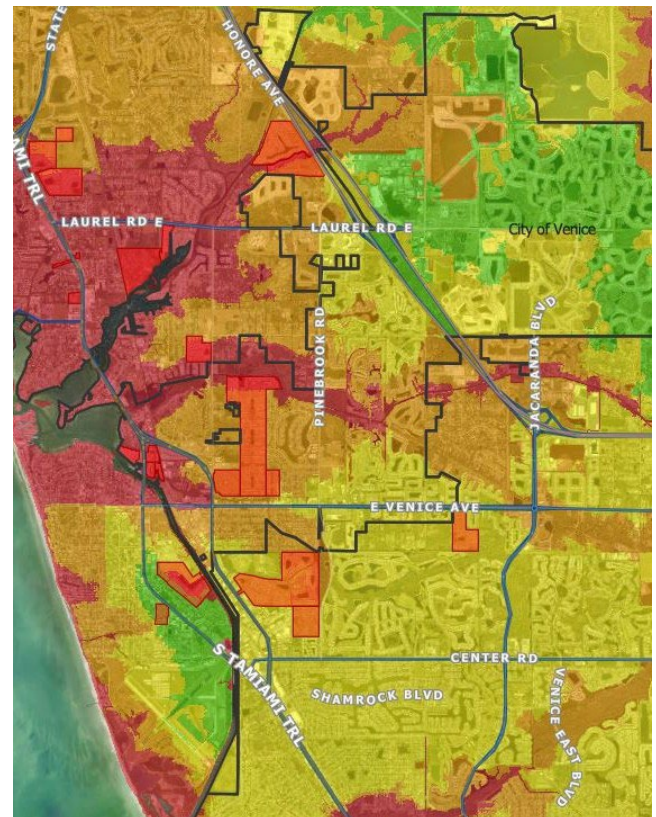 STATE
HONORE AVE
AMI TRL
LAUREL RD E
LAUREL RD E
City of Venice
PINEBROOK RD
JACARANDA BLVD
E VENICE AVE
CENTER RD
S TAMIAMI TRL
SHAMROCK BLVD
VENICE EAST BLVD